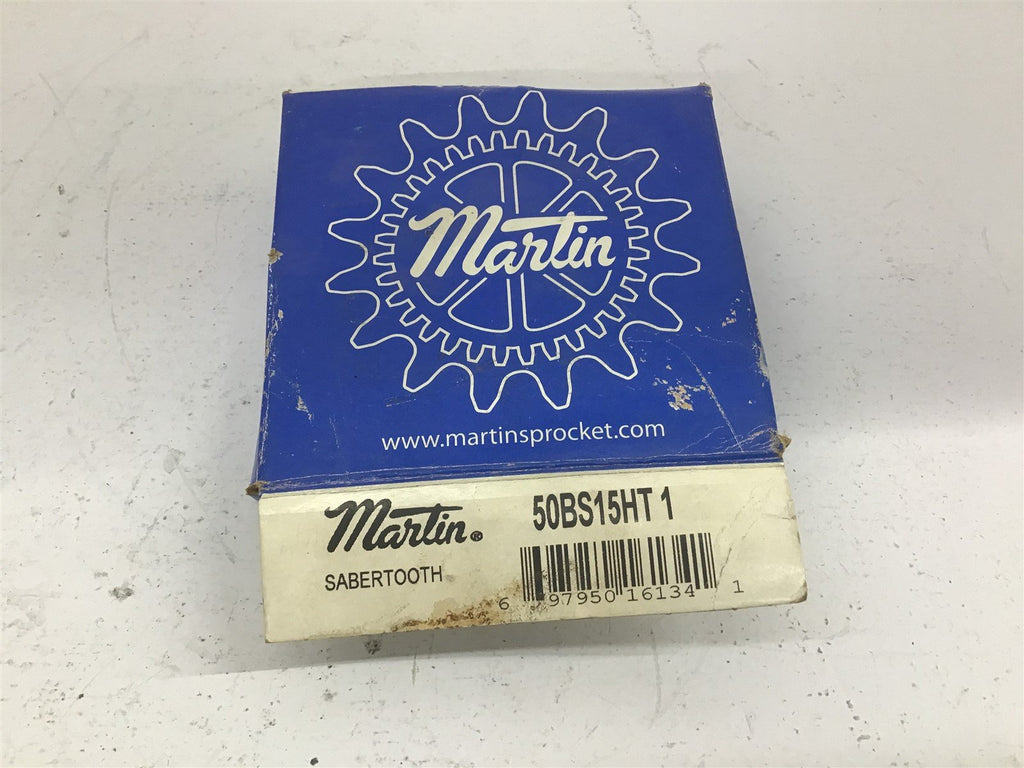 Martin
www.martinsprocket.com
Martin®
50BS15HT 1
SABERTOOTH
6 97950 16134 1